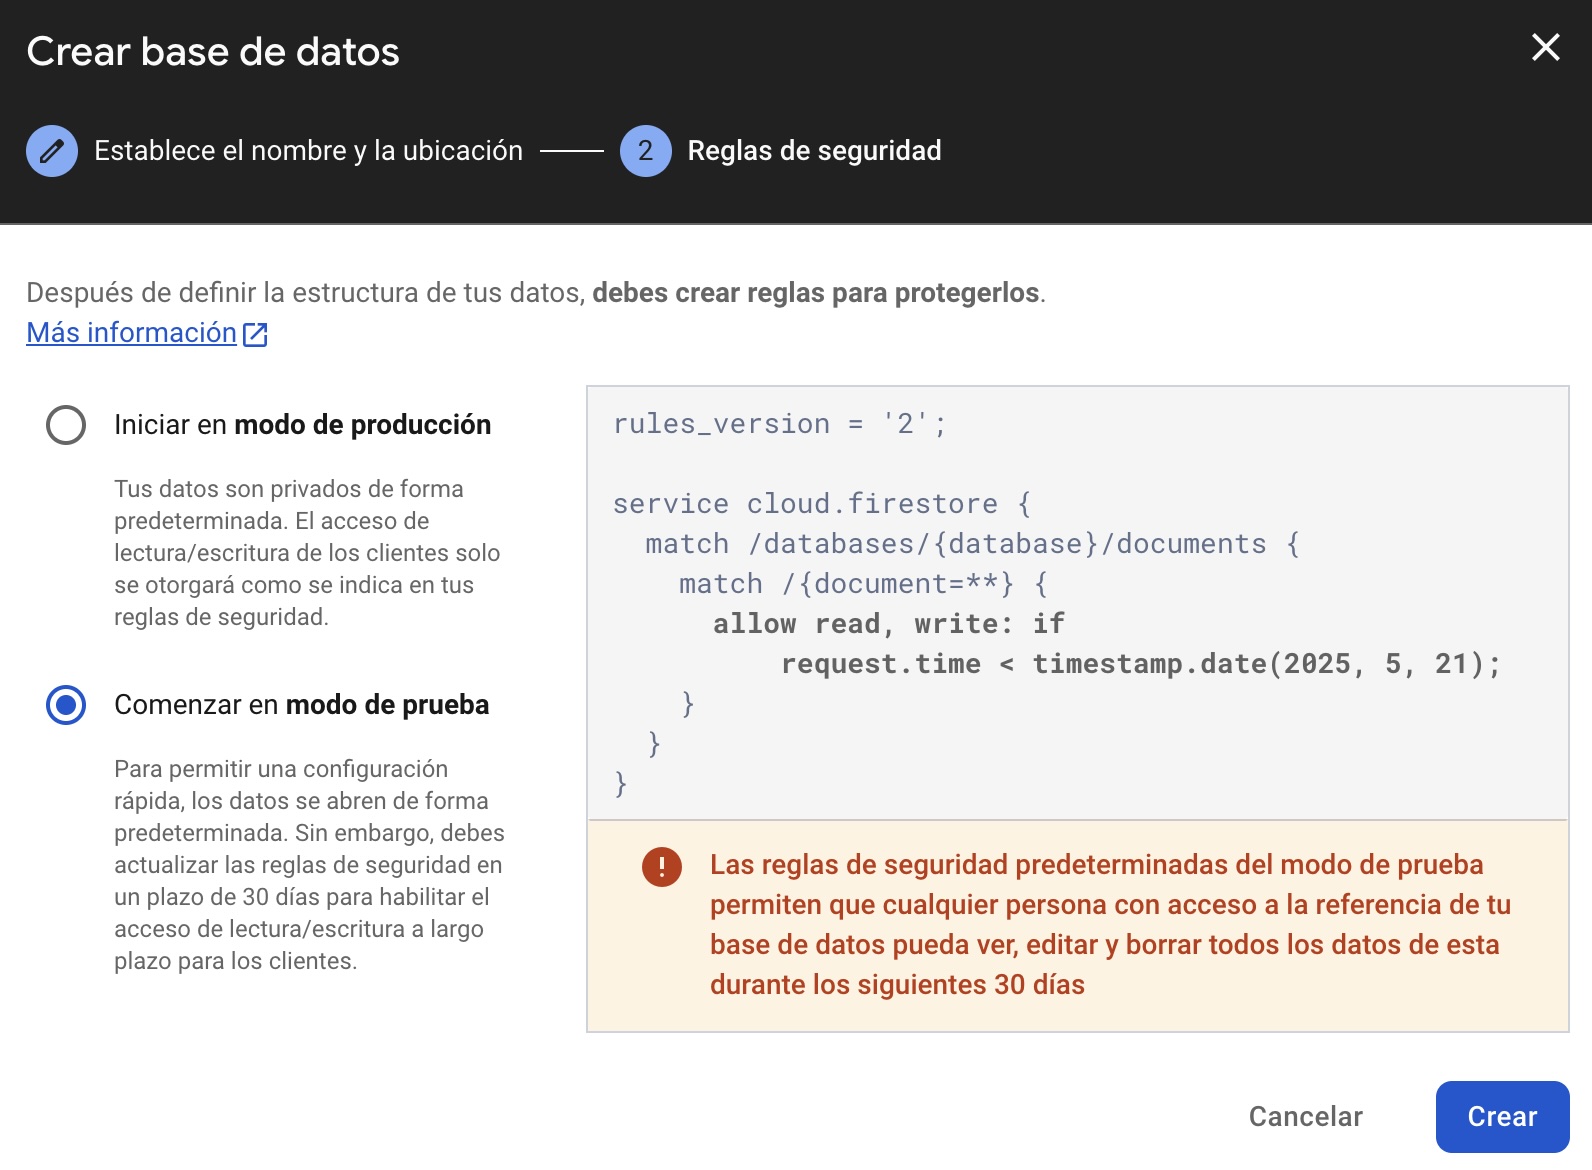 Crear base de datos
Establece el nombre y la ubicación
2 Reglas de seguridad
Después de definir la estructura de tus datos, debes crear reglas para protegerlos.
Más información
Iniciar en modo de producción
Tus datos son privados de forma
predeterminada. El acceso de
lectura/escritura de los clientes solo
se otorgará como se indica en tus
reglas de seguridad.
Comenzar en modo de prueba
Para permitir una configuración
rápida, los datos se abren de forma
predeterminada. Sin embargo, debes
actualizar las reglas de seguridad en
un plazo de 30 días para habilitar el
acceso de lectura/escritura a largo
plazo para los clientes.
rules_version = '2';
service cloud.firestore {
  match /databases/{database}/documents {
    match /{document=**} {
      allow read, write: if
          request.time < timestamp.date(2025, 5, 21);
    }
  }
}
Las reglas de seguridad predeterminadas del modo de prueba
permiten que cualquier persona con acceso a la referencia de tu
base de datos pueda ver, editar y borrar todos los datos de esta
durante los siguientes 30 días
Cancelar
Crear